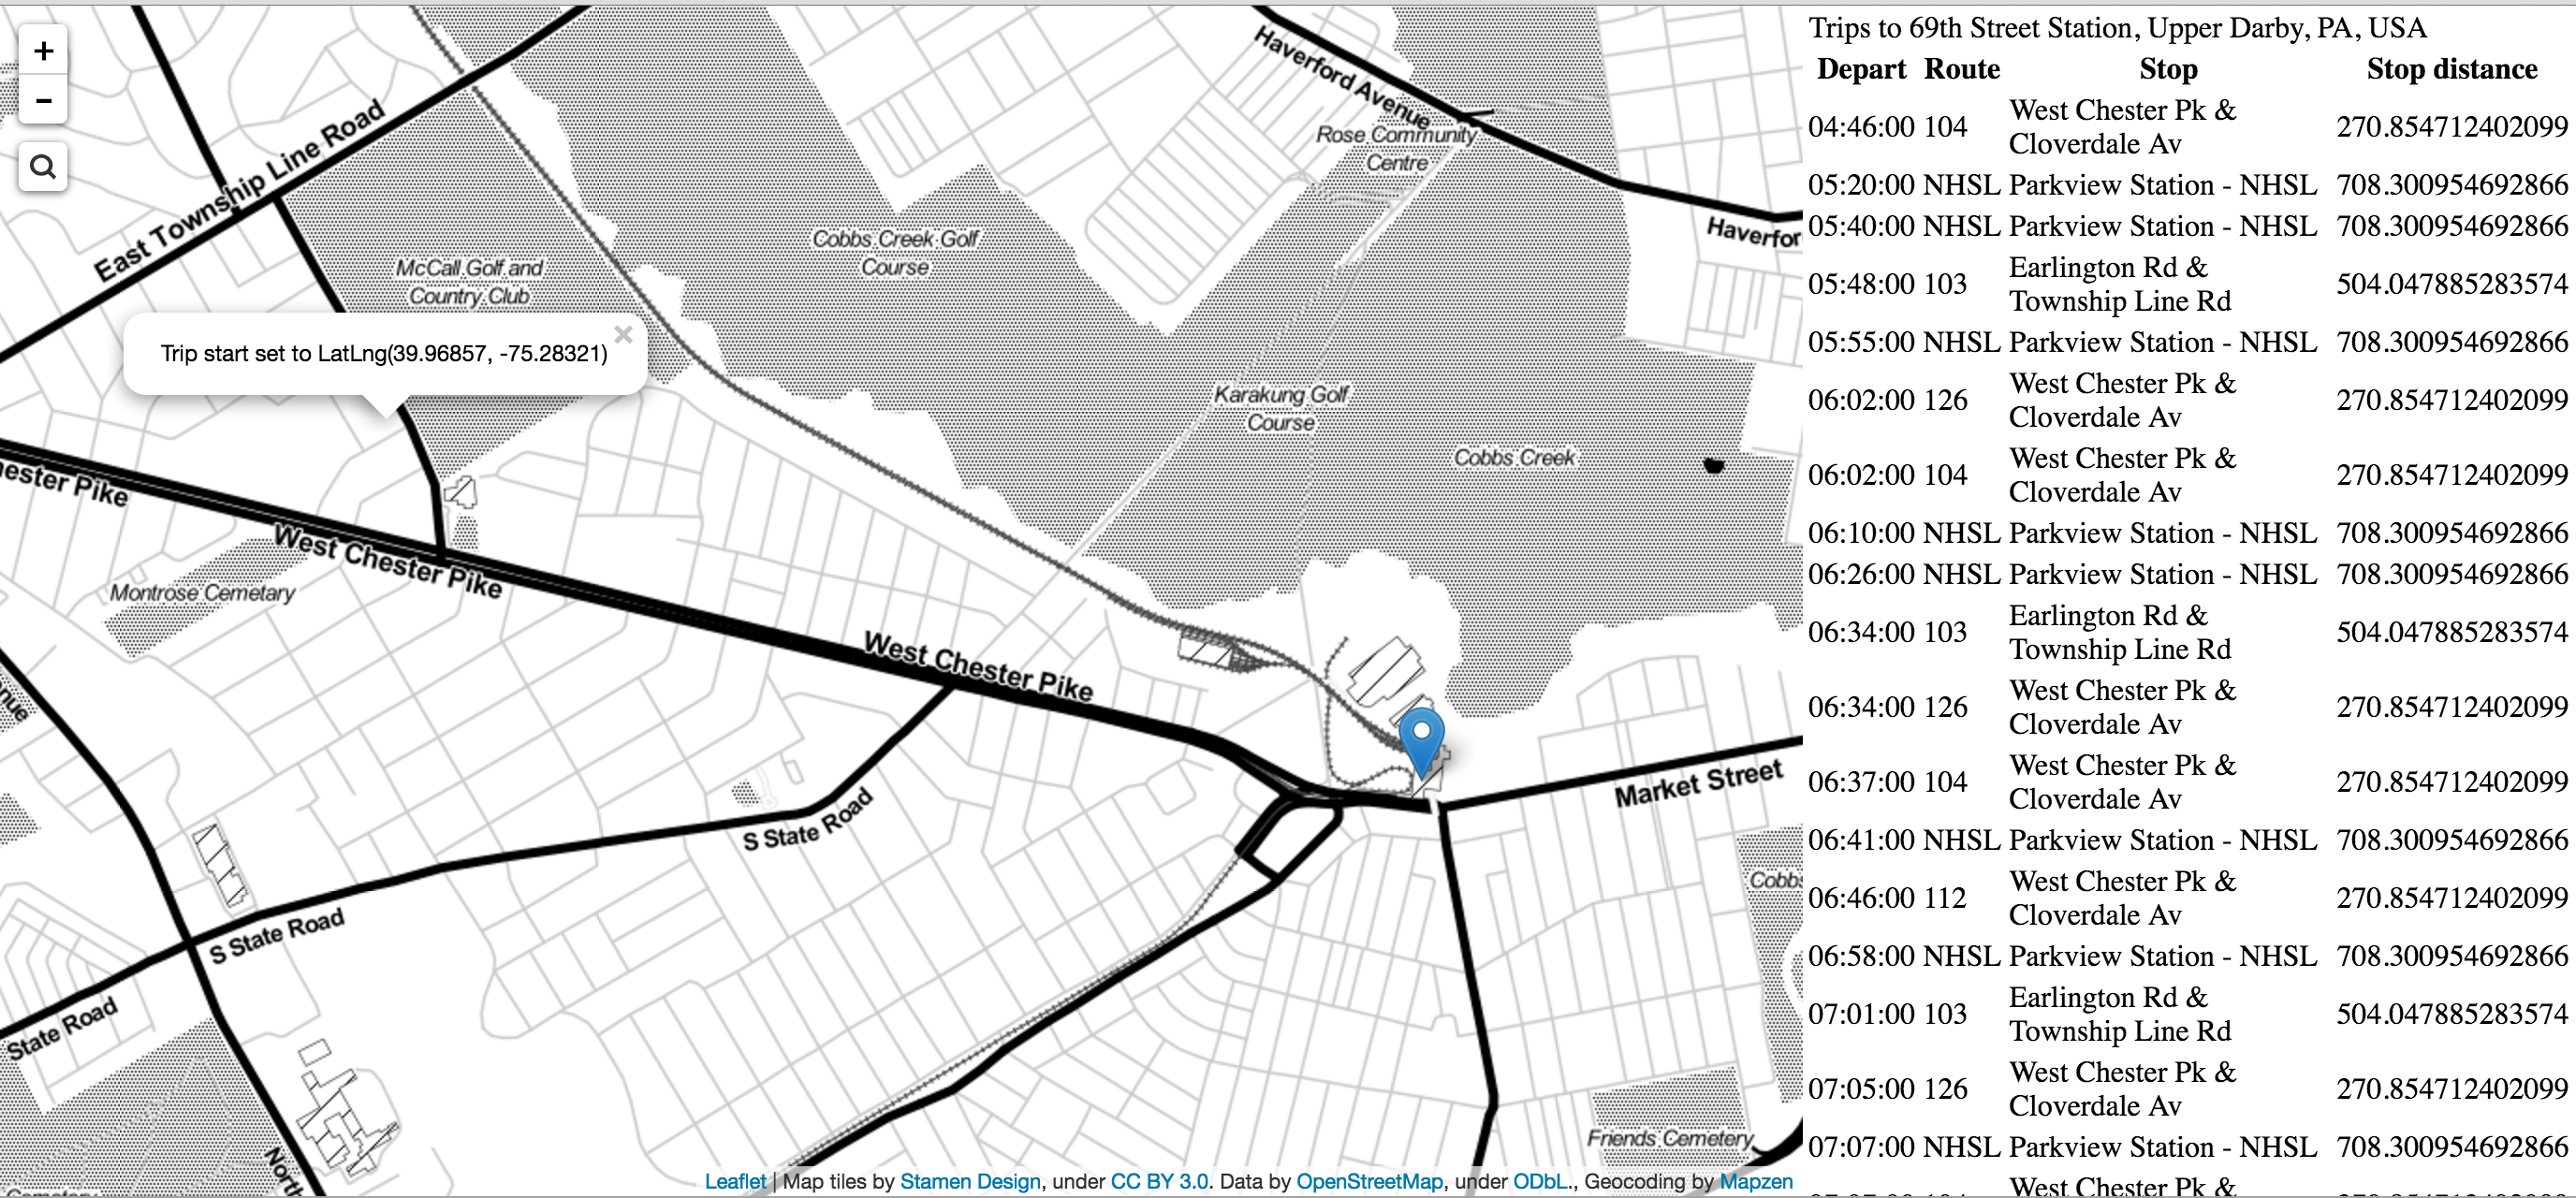 +
-
Haverford Avenue
Rose Community
Centre
East Township Line Road
Cobbs Creek Golf
Course
McCall Golf and
Country Club
Haverfor
Trip start set to LatLng(39.96857, -75.28321)
×
Karakung Golf
Course
Cobbs Creek
hester Pike
West Chester Pike
Montrose Cemetery
West Chester Pike
nue
Market Street
S State Road
Cobbs
S State Road
State Road
Friends Cemetery
North
Cemetery
Leaflet | Map tiles by Stamen Design, under CC BY 3.0. Data by OpenStreetMap, under ODbL., Geocoding by Mapzen
Trips to 69th Street Station, Upper Darby, PA, USA
Depart Route Stop Stop distance
04:46:00 104 West Chester Pk &
Cloverdale Av 270.854712402099
05:20:00 NHSL Parkview Station - NHSL 708.300954692866
05:40:00 NHSL Parkview Station - NHSL 708.300954692866
05:48:00 103 Earlington Rd &
Township Line Rd 504.047885283574
05:55:00 NHSL Parkview Station - NHSL 708.300954692866
06:02:00 126 West Chester Pk &
Cloverdale Av 270.854712402099
06:02:00 104 West Chester Pk &
Cloverdale Av 270.854712402099
06:10:00 NHSL Parkview Station - NHSL 708.300954692866
06:26:00 NHSL Parkview Station - NHSL 708.300954692866
06:34:00 103 Earlington Rd &
Township Line Rd 504.047885283574
06:34:00 126 West Chester Pk &
Cloverdale Av 270.854712402099
06:37:00 104 West Chester Pk &
Cloverdale Av 270.854712402099
06:41:00 NHSL Parkview Station - NHSL 708.300954692866
06:46:00 112 West Chester Pk &
Cloverdale Av 270.854712402099
06:58:00 NHSL Parkview Station - NHSL 708.300954692866
07:01:00 103 Earlington Rd &
Township Line Rd 504.047885283574
07:05:00 126 West Chester Pk &
Cloverdale Av 270.854712402099
07:07:00 NHSL Parkview Station - NHSL 708.300954692866
West Chester Pk &